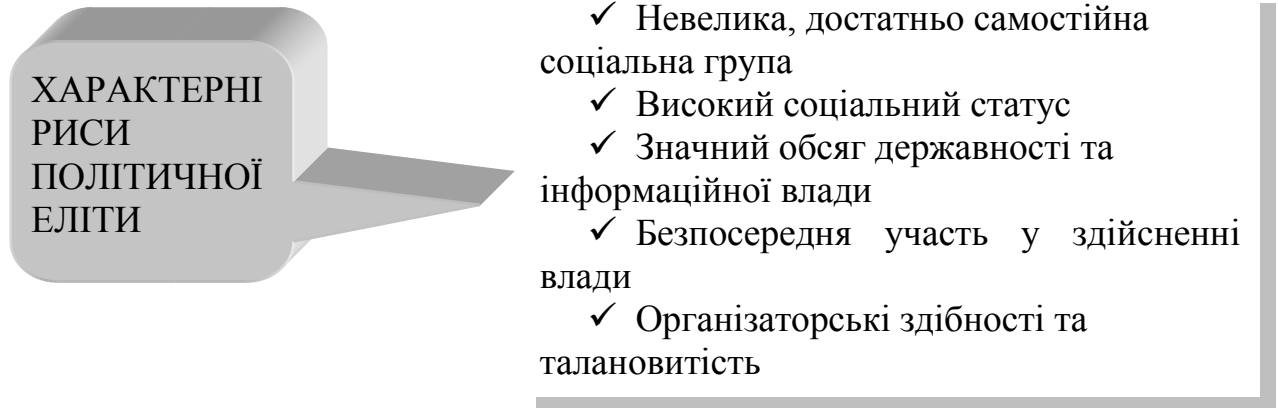 ХАРАКТЕРНІ
РИСИ
ПОЛІТИЧНОЇ
ЕЛІТИ
✓ Невелика, достатньо самостійна
соціальна група
✓ Високий соціальний статус
✓ Значний обсяг державності та
інформаційної влади
✓ Безпосередня участь у здійсненні
влади
✓ Організаторські здібності та
талановитість